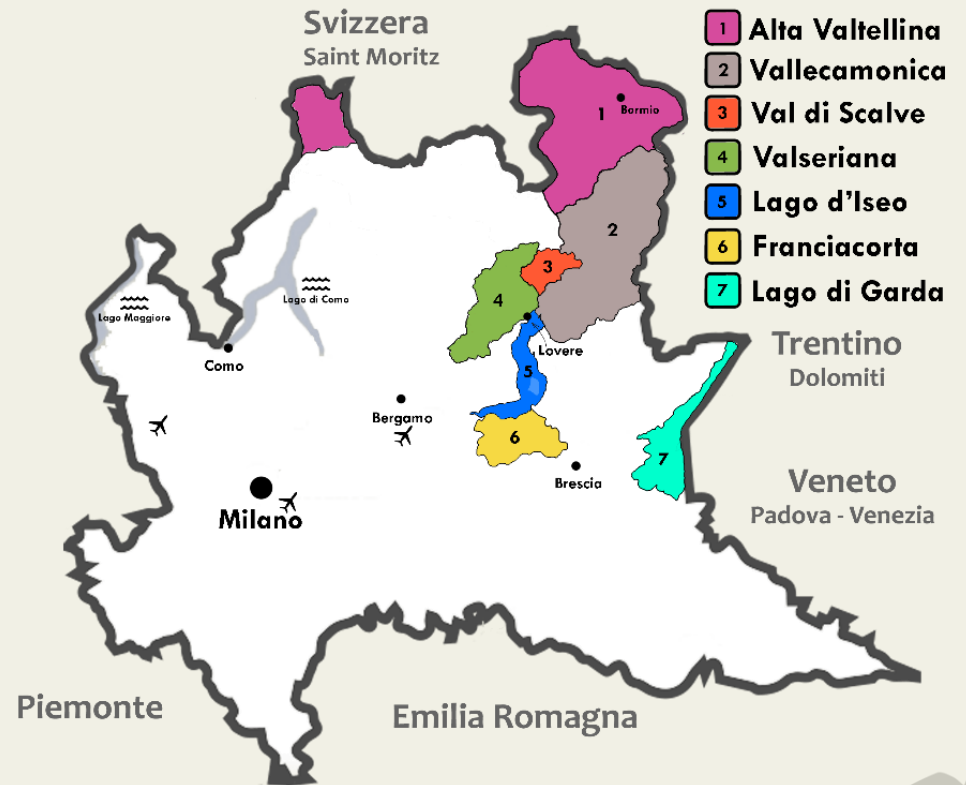 Svizzera
Saint Moritz
1 Alta Valtellina
2 Vallecamonica
3 Val di Scalve
4 Valseriana
5 Lago d'Iseo
6 Franciacorta
7 Lago di Garda
1
Bormio
2
3
4
Lago di Como
Lago Maggiore
Lovere
Como
5
Trentino
Dolomiti
Bergamo
6
7
Brescia
Milano
Veneto
Padova - Venezia
Piemonte
Emilia Romagna